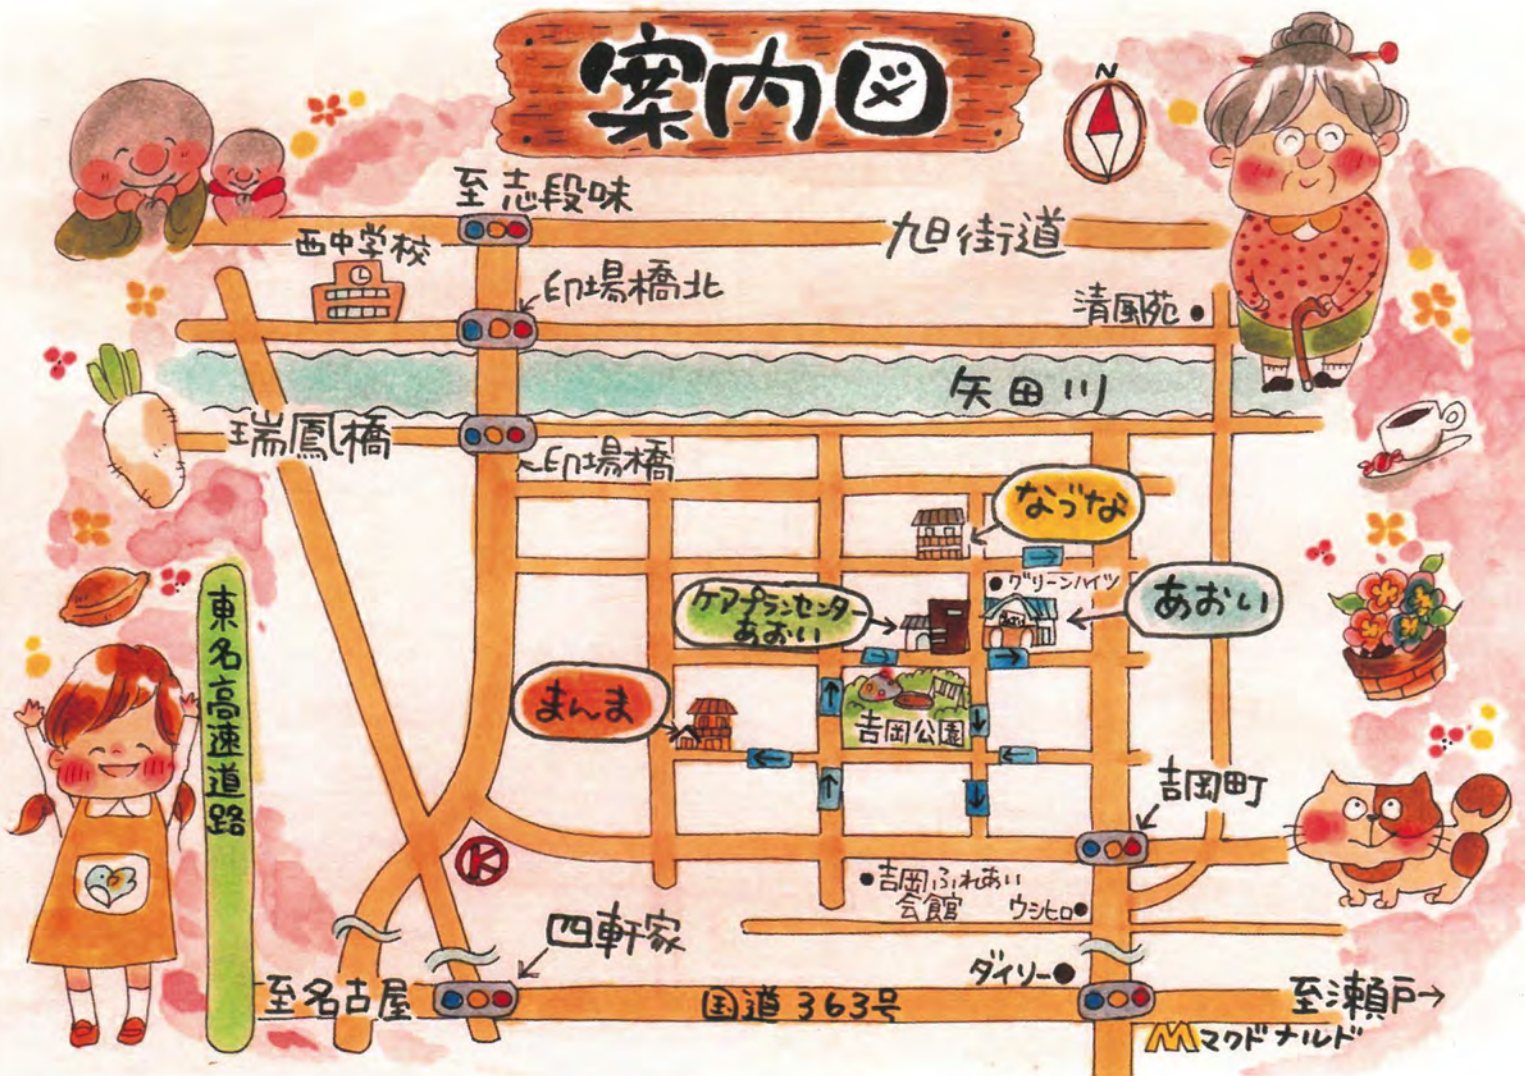 案内図
N
至志段味
旭街道
西中学校
印場橋北
清風苑
矢田川
瑞鳳橋
印場橋
なづな
グリーンハイツ
ケアプランセンター
あおい
あおい
あおい
東名高速道路
まんま
吉岡公園
吉岡町
K
吉岡ふれあい
会館
ウシヒロ
四軒家
ダイソー
至名古屋
国道363号
至瀬戸→
M マクドナルド